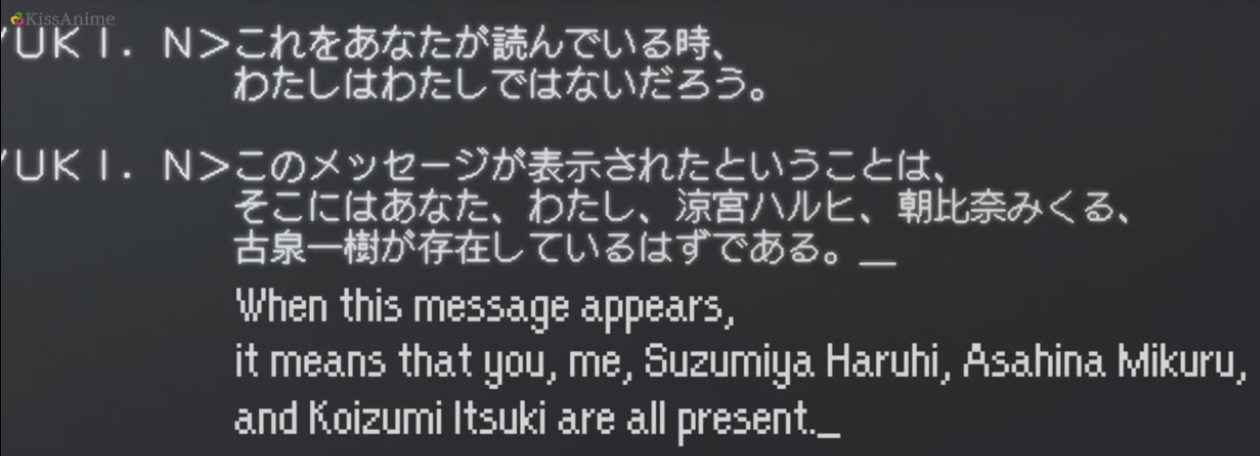 KissAnime
YUKI. N>これをあなたが読んでいる時、
わたしはわたしではないだろう。
YUKI. N>このメッセージが表示されたということは、
そこにはあなた、わたし、涼宮ハルヒ、朝比奈みくる、
古泉一樹が存在しているはずである。_
When this message appears,
it means that you, me, Suzumiya Haruhi, Asahina Mikuru,
and Koizumi Itsuki are all present._